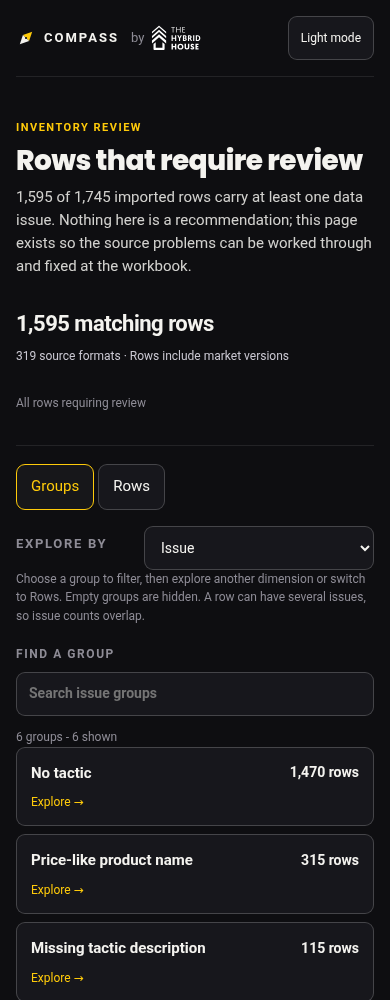 COMPASS by THE HYBRID HOUSE
Light mode
INVENTORY REVIEW
Rows that require review
1,595 of 1,745 imported rows carry at least one data
issue. Nothing here is a recommendation; this page
exists so the source problems can be worked through
and fixed at the workbook.
1,595 matching rows
319 source formats · Rows include market versions
All rows requiring review
Groups Rows
EXPLORE BY Issue
Choose a group to filter, then explore another dimension or switch
to Rows. Empty groups are hidden. A row can have several issues,
so issue counts overlap.
FIND A GROUP
Search issue groups
6 groups - 6 shown
No tactic 1,470 rows
Explore →
Price-like product name 315 rows
Explore →
Missing tactic description 115 rows
Explore →